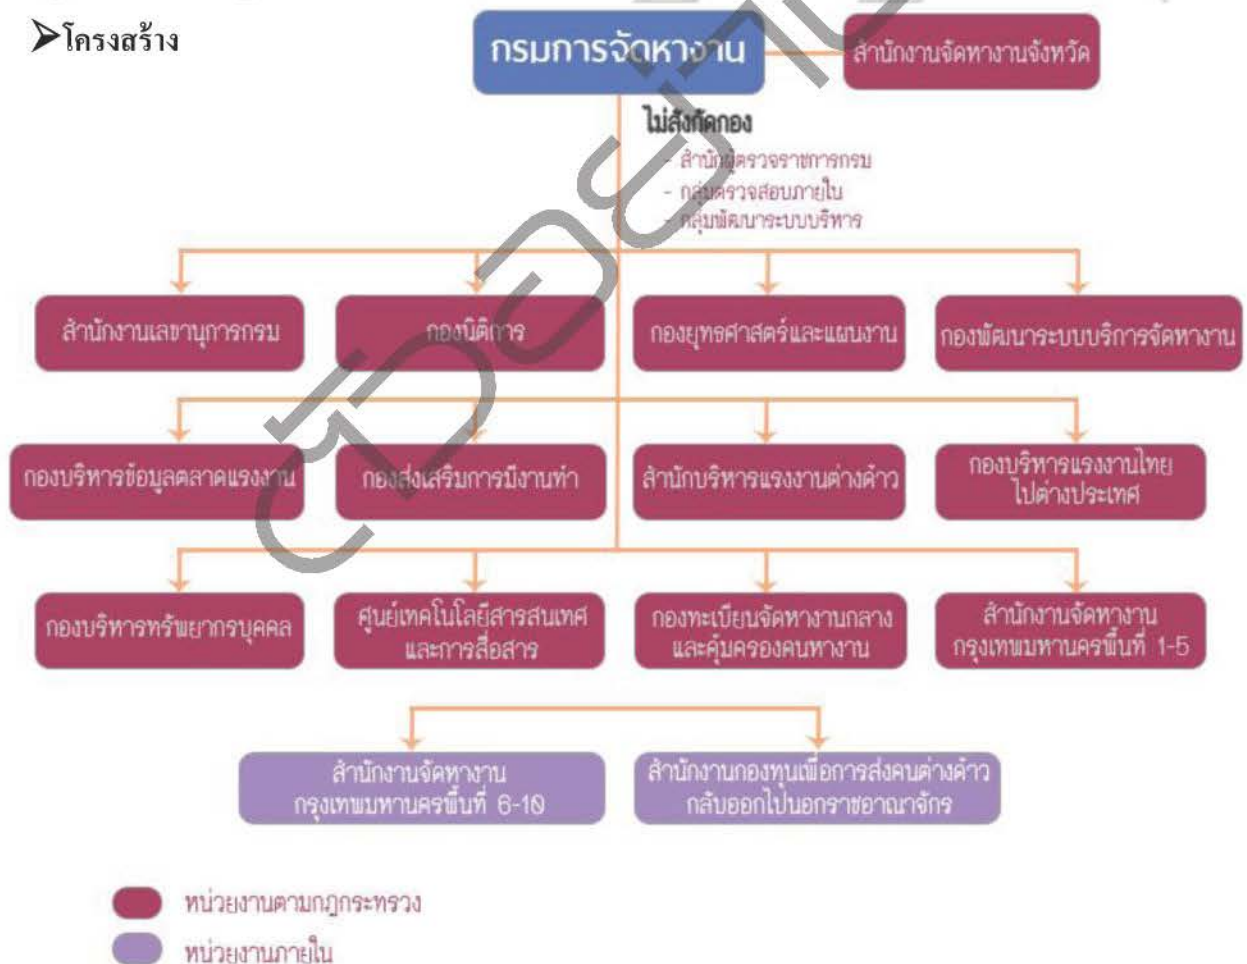 ➢โครงสร้าง
กรมการจัดหางาน
สำนักงานจัดหางานจังหวัด
ไม่สังกัดกอง
- สำนักผู้ตรวจราชการกรม
- กลุ่มตรวจสอบภายใน
- กลุ่มพัฒนาระบบบริหาร
สำนักงานเลขานุการกรม
กองนิติการ
กองยุทธศาสตร์และแผนงาน
กองพัฒนาระบบบริการจัดหางาน
กองบริหารข้อมูลตลาดแรงงาน
กองส่งเสริมการมีงานทำ
สำนักบริหารแรงงานต่างด้าว
กองบริหารแรงงานไทย
ไปต่างประเทศ
กองบริหารทรัพยากรบุคคล
ศูนย์เทคโนโลยีสารสนเทศ
และการสื่อสาร
กองทะเบียนจัดหางานกลาง
และคุ้มครองคนหางาน
สำนักงานจัดหางาน
กรุงเทพมหานครพื้นที่ 1-5
สำนักงานจัดหางาน
กรุงเทพมหานครพื้นที่ 6-10
สำนักงานกองทุนเพื่อการส่งคนต่างด้าว
กลับออกไปนอกราชอาณาจักร
หน่วยงานตามกฎกระทรวง
หน่วยงานภายใน